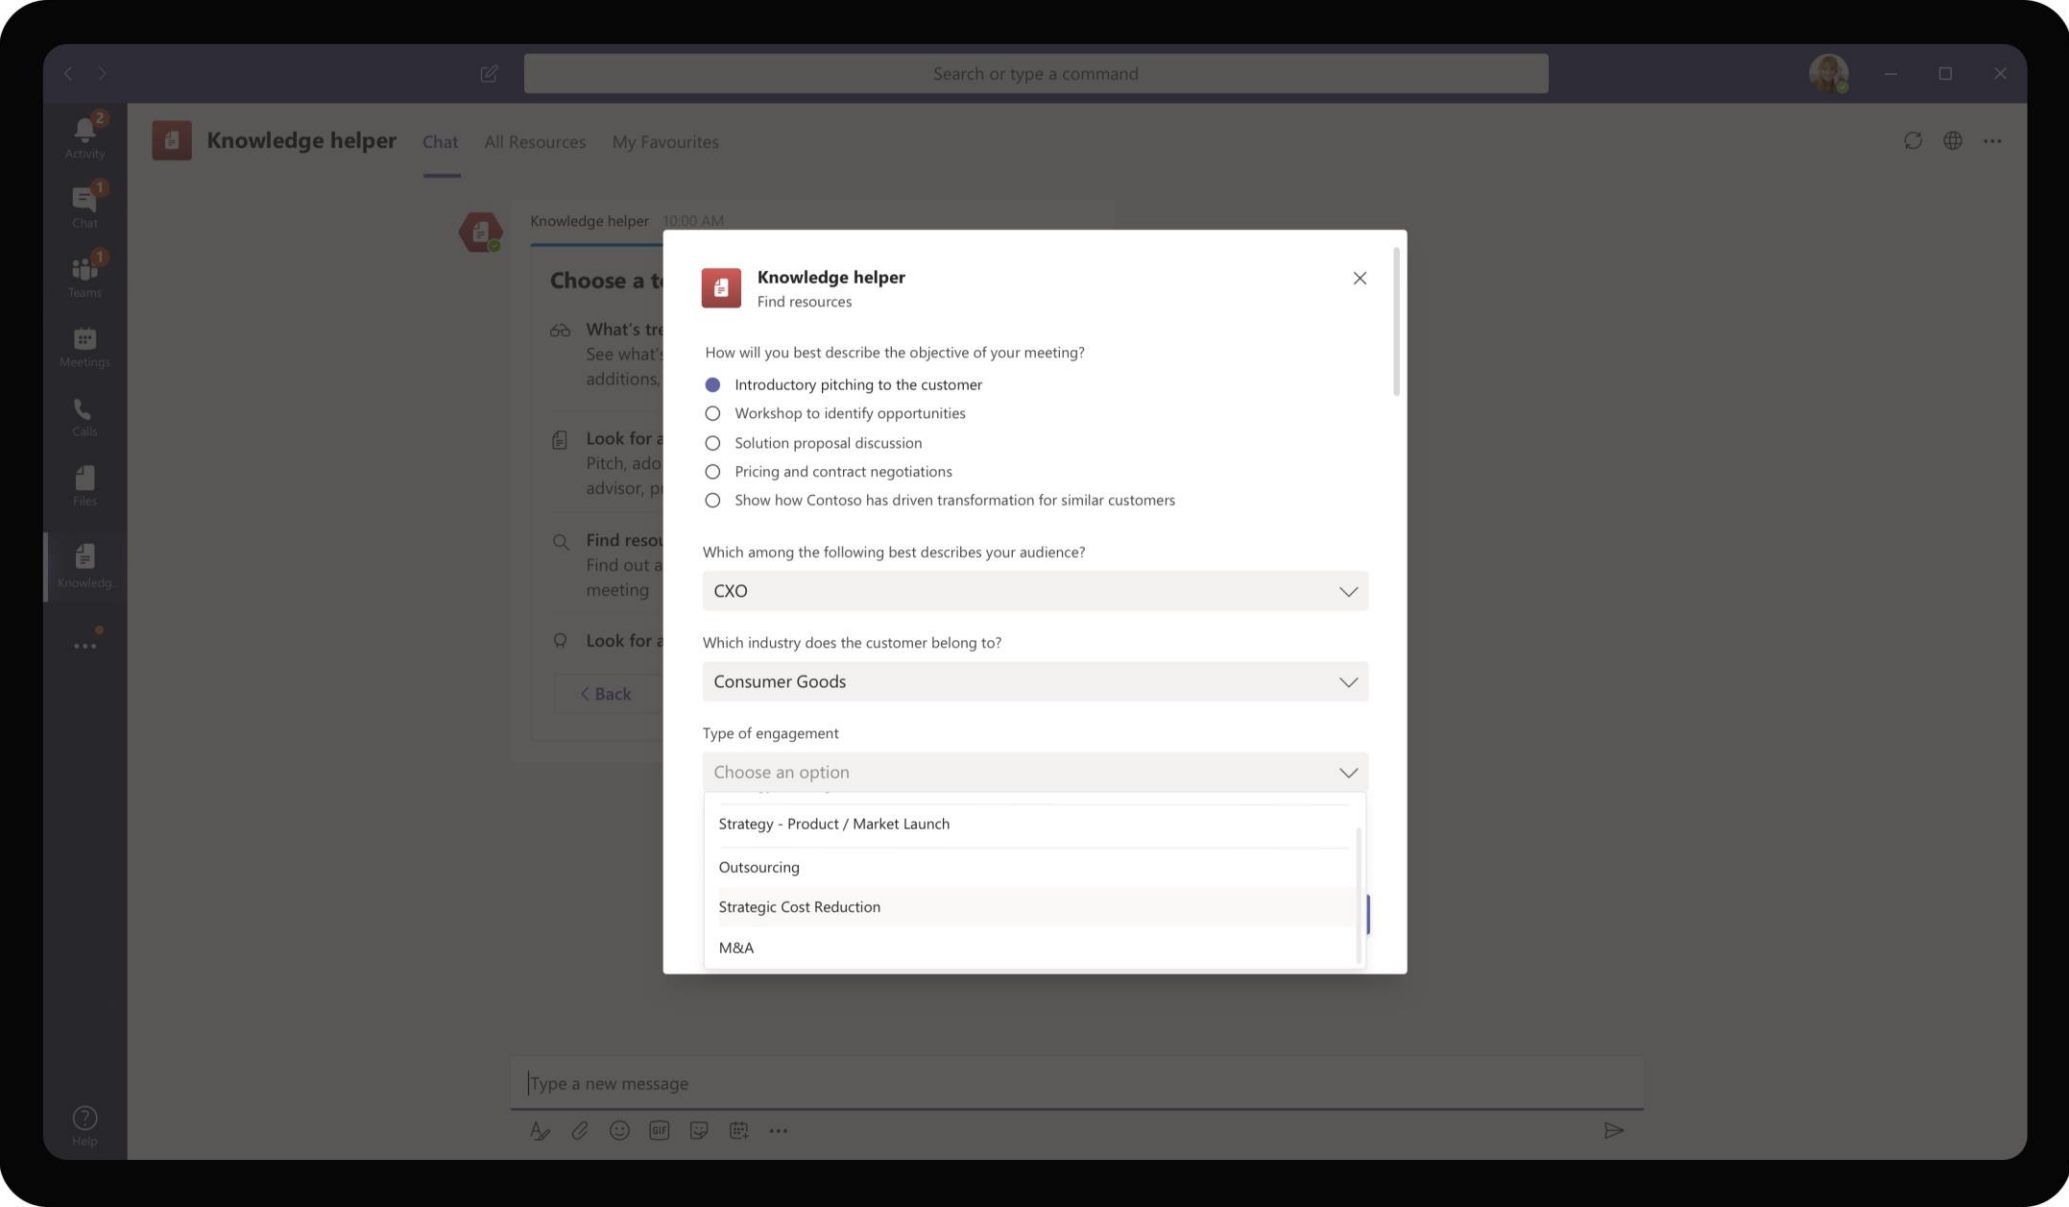 Search or type a command
2
Activity
Knowledge helper
Chat
All Resources
My Favourites
1
Chat
1
Teams
Meetings
Calls
Files
Knowledg...
Help
Knowledge helper 10:00 AM
Choose a
What's
See what's
additions,
Look for
Pitch,
advisor,
Find
Find out
meeting
Look for
Back
Knowledge helper
Find resources
How will you best describe the objective of your meeting?
Introductory pitching to the customer
Workshop to identify opportunities
Solution proposal discussion
Pricing and contract negotiations
Show how Contoso has driven transformation for similar customers
Which among the following best describes your audience?
CXO
Which industry does the customer belong to?
Consumer Goods
Type of engagement
Choose an option
Strategy - Product / Market Launch
Outsourcing
Strategic Cost Reduction
M&A
Type a new message
GIF